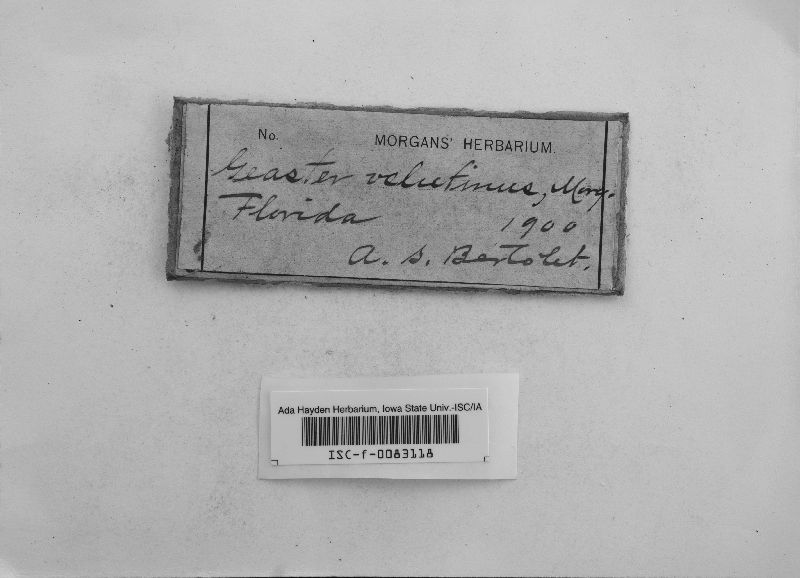 No. MORGANS' HERBARIUM.
Geaster velutinus, Morg.
Florida 1900
A. S. Bertolet.
Ada Hayden Herbarium, Iowa State Univ.-ISC/IA
ISC-f-0083118